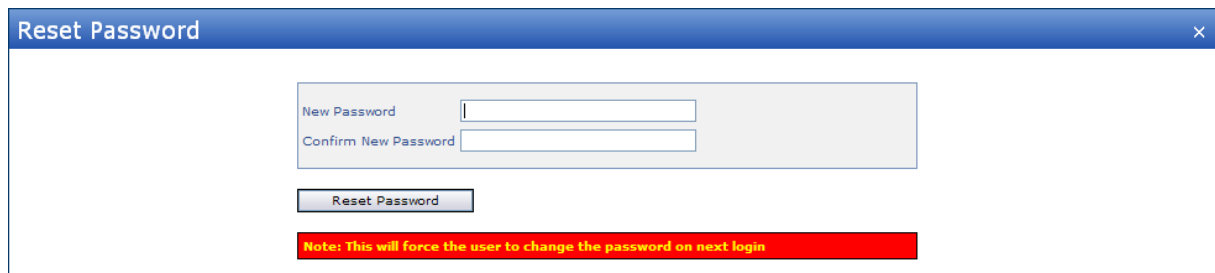 Reset Password
×
New Password
Confirm New Password
Reset Password
Note: This will force the user to change the password on next login